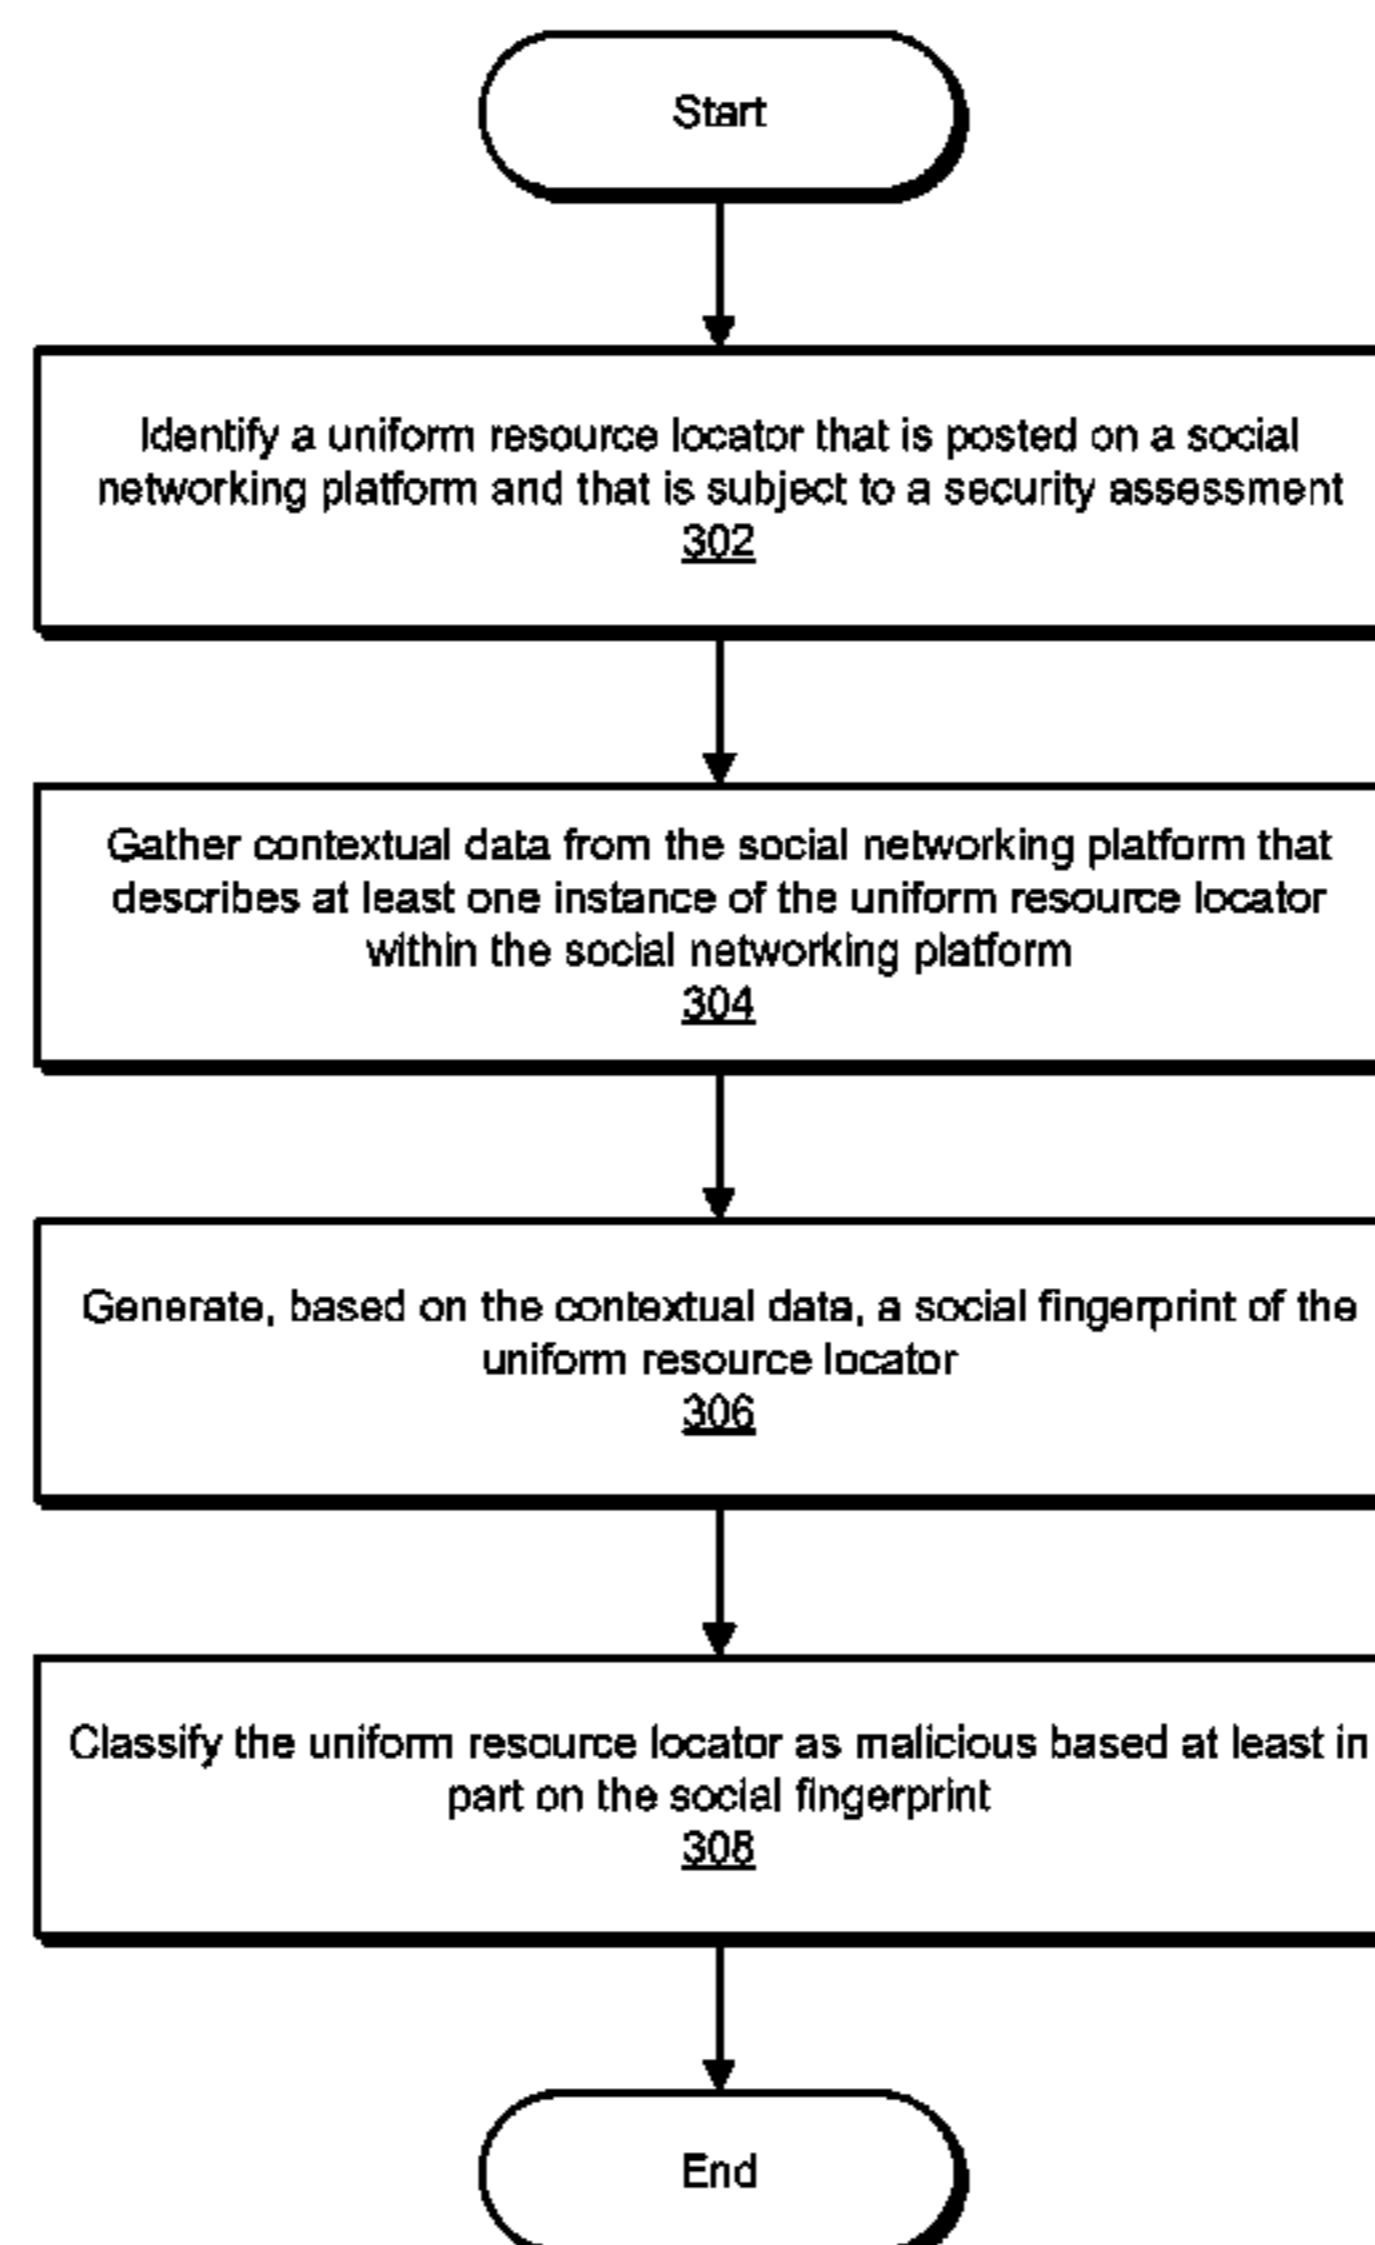 Start
Identify a uniform resource locator that is posted on a social
networking platform and that is subject to a security assessment
302
Gather contextual data from the social networking platform that
describes at least one instance of the uniform resource locator
within the social networking platform
304
Generate, based on the contextual data, a social fingerprint of the
uniform resource locator
306
Classify the uniform resource locator as malicious based at least in
part on the social fingerprint
308
End